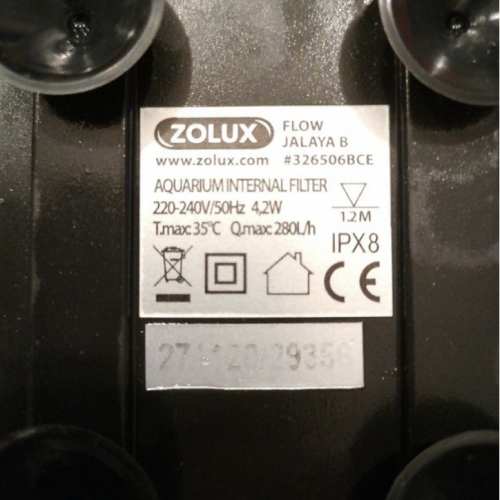 ZOLUX
FLOW
JALAYA B
www.zolux.com #326506BCE
AQUARIUM INTERNAL FILTER
220-240V/50Hz 4,2W
1.2M
T.max: 35°C Q.max: 280L/h
IPX8
CE